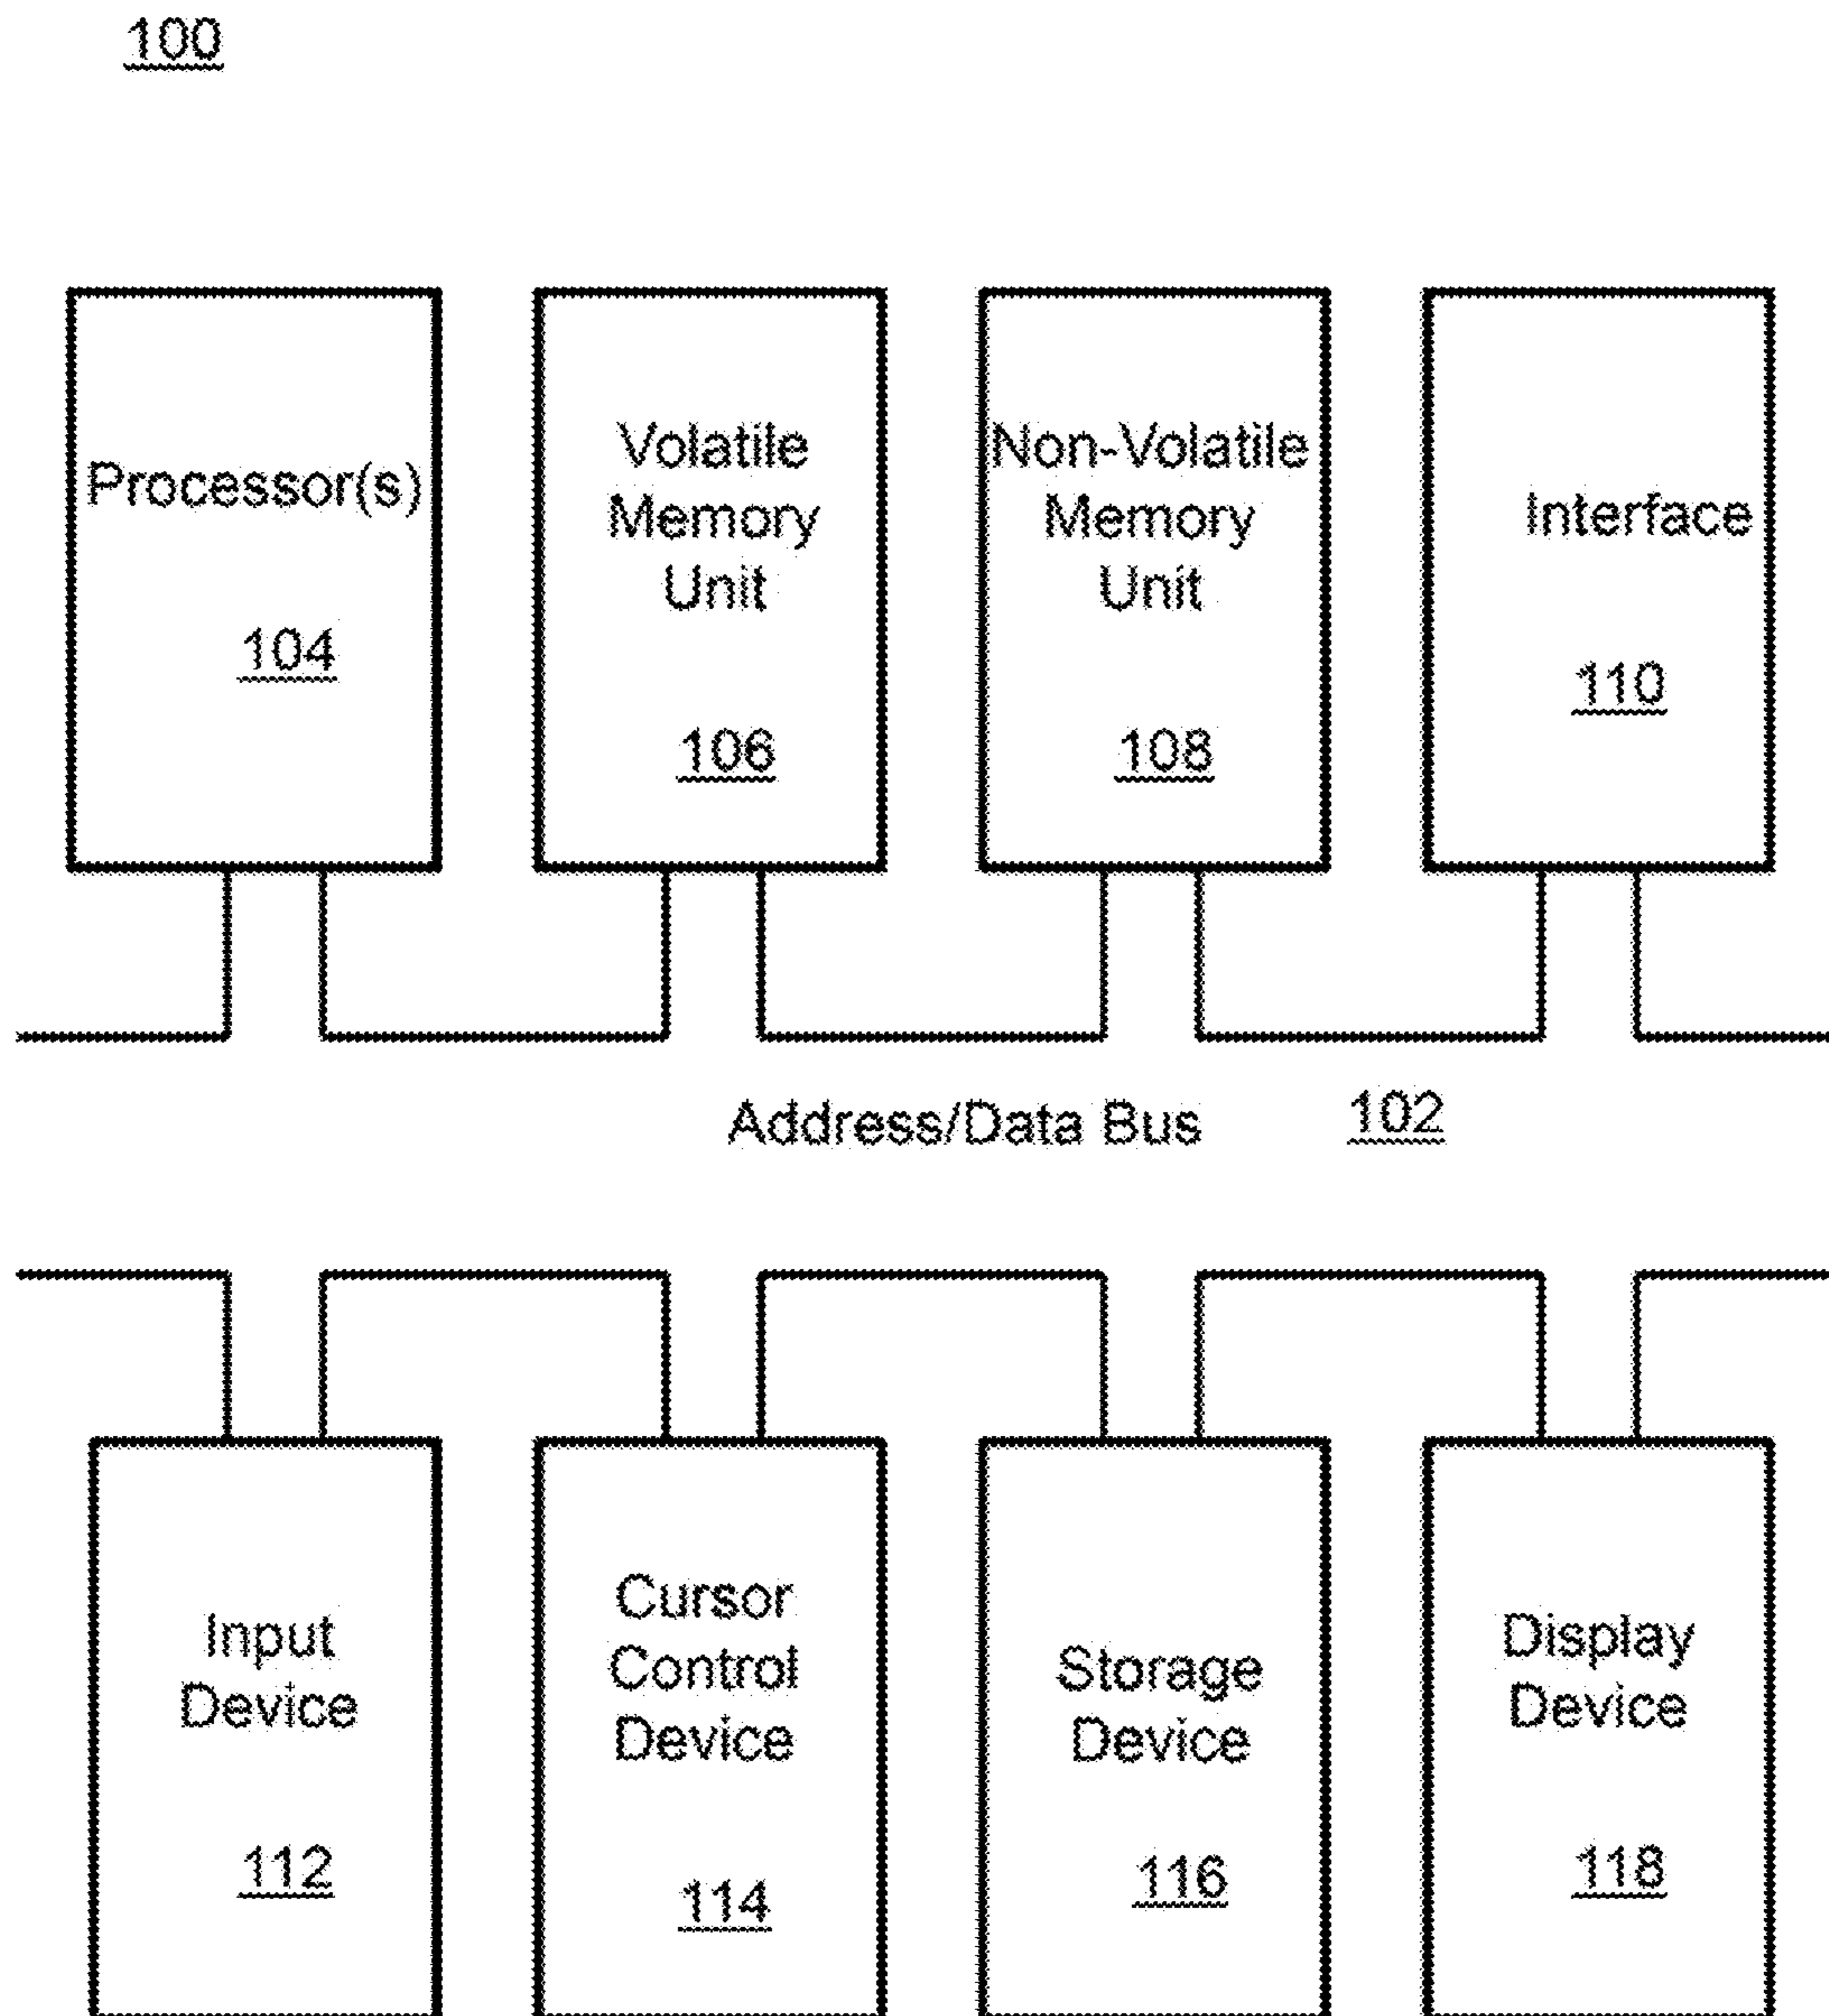 100
Processor(s)
104
Volatile
Memory
Unit
106
Non-Volatile
Memory
Unit
108
Interface
110
Address/Data Bus 102
Input
Device
112
Cursor
Control
Device
114
Storage
Device
116
Display
Device
118